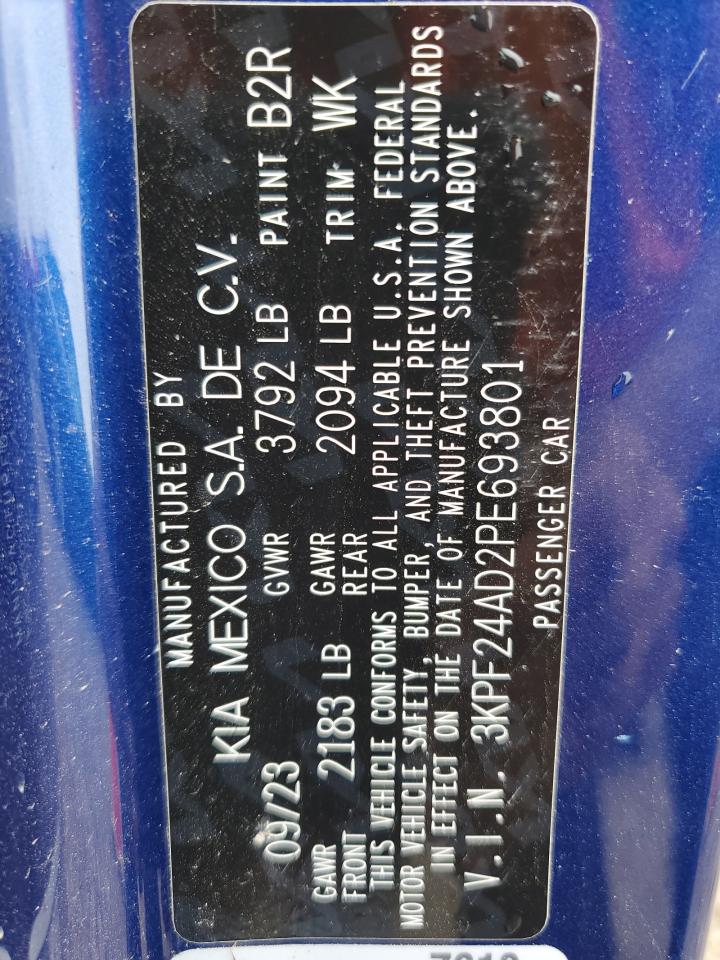 MANUFACTURED BY
KIA MEXICO S.A. DE C.V.
09/23 GVWR 3792 LB PAINT B2R
GAWR FRONT 2183 LB GAWR REAR 2094 LB TRIM WK
THIS VEHICLE CONFORMS TO ALL APPLICABLE U.S.A. FEDERAL
MOTOR VEHICLE SAFETY, BUMPER, AND THEFT PREVENTION STANDARDS
IN EFFECT ON THE DATE OF MANUFACTURE SHOWN ABOVE.
V.I.N. 3KPF24AD2PE693801
PASSENGER CAR